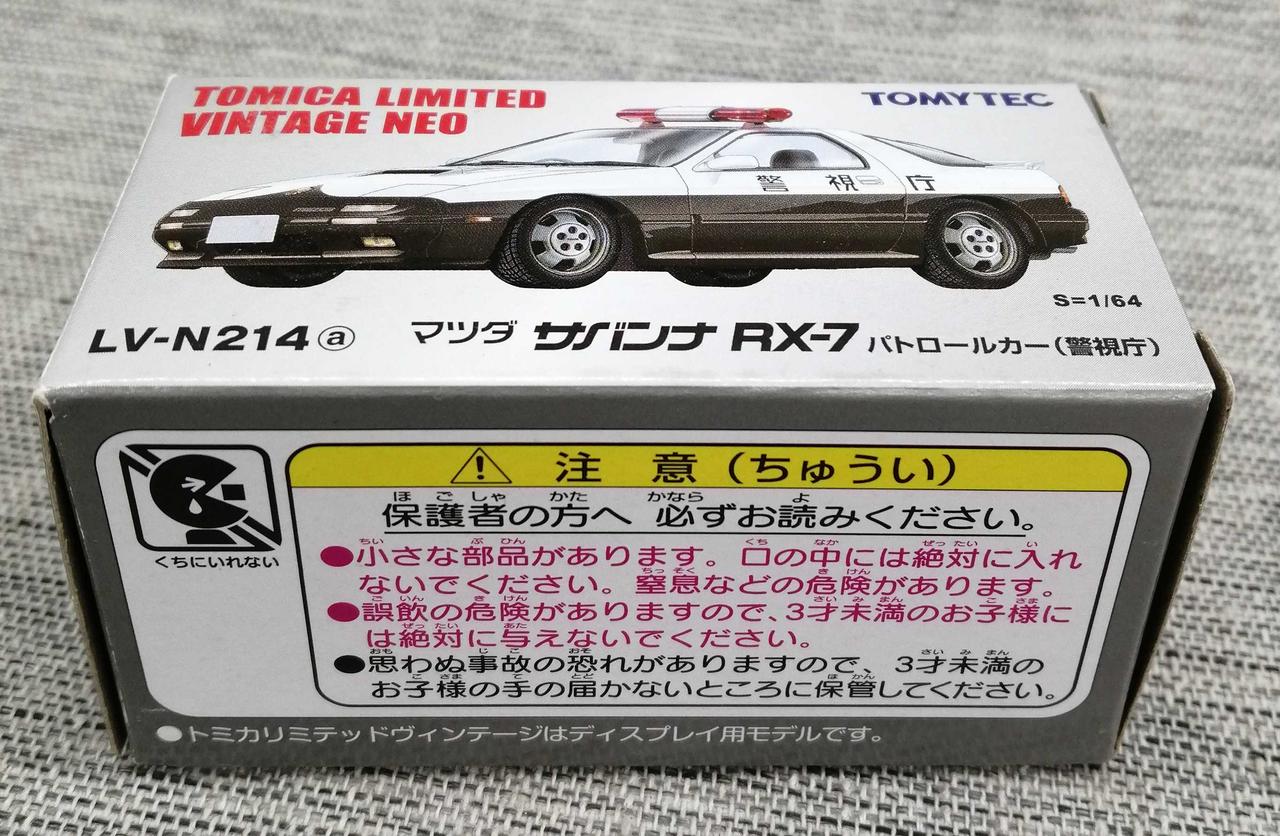 TOMICA LIMITED
VINTAGE NEO
TOMYTEC
警視庁
S=1/64
LV-N214ⓐ マツダ サバンナ RX-7 パトロールカー(警視庁)
くちにいれない
注意(ちゅうい)
保護者の方へ 必ずお読みください。
●小さな部品があります。口の中には絶対に入れ
ないでください。窒息などの危険があります。
●誤飲の危険がありますので、3才未満のお子様に
は絶対に与えないでください。
●思わぬ事故の恐れがありますので、3才未満の
お子様の手の届かないところに保管してください。
●トミカリミテッドヴィンテージはディスプレイ用モデルです。